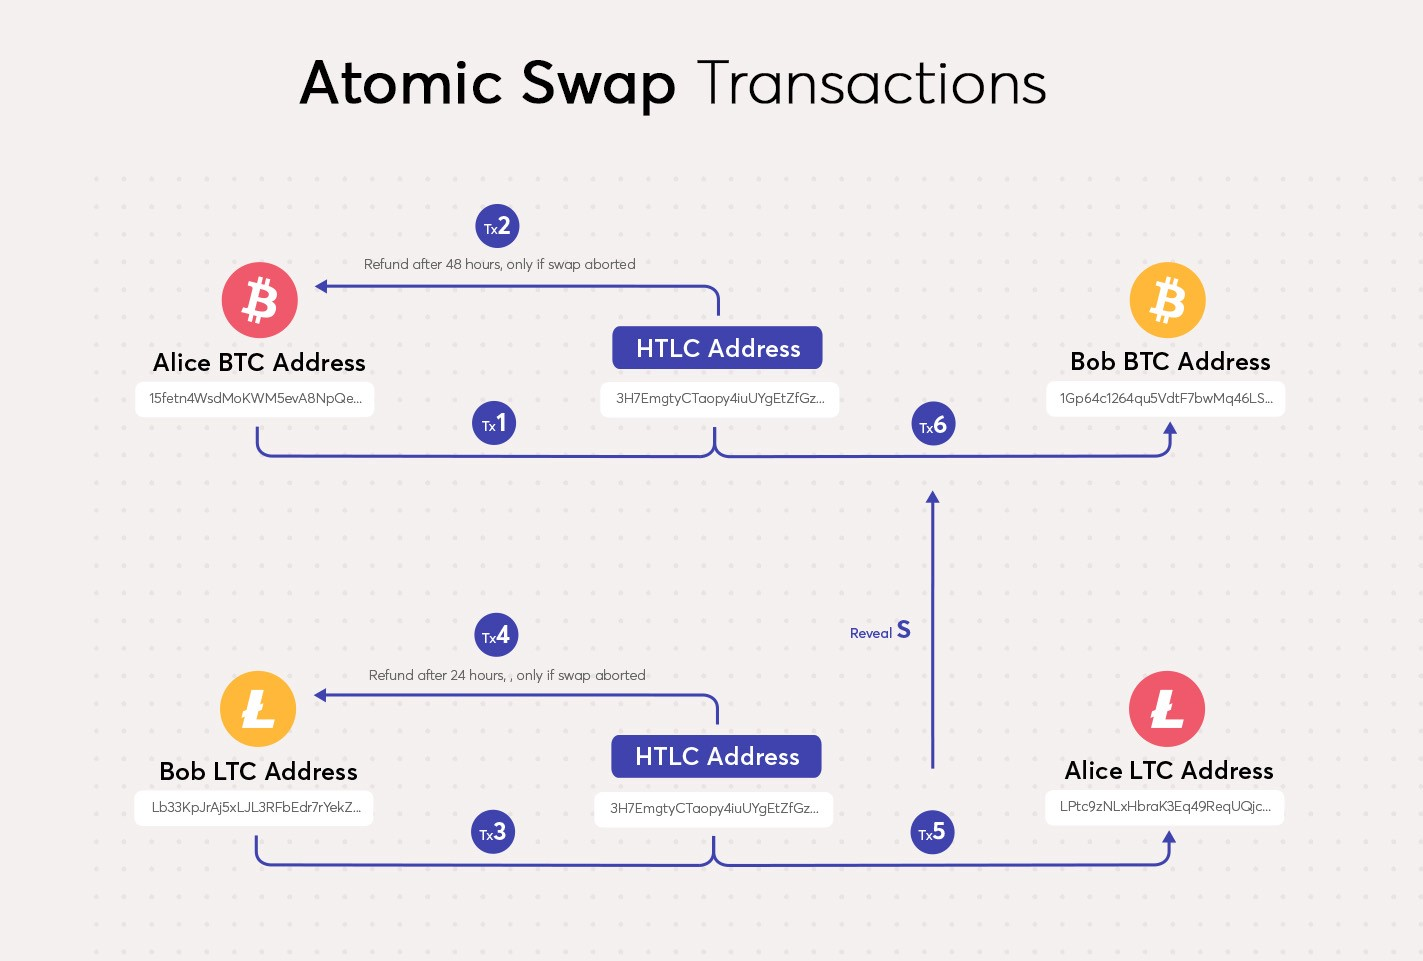 Atomic Swap Transactions
Tx2
Refund after 48 hours, only if swap aborted
HTLC Address
Alice BTC Address
Bob BTC Address
15fetn4WsdMoKWM5evA8NpQe...
3H7EmgtyCTaopy4iuUYgEtZfGz...
1Gp64c1264qu5VdtF7bwMq46LS...
Tx1
Tx6
Reveal S
Tx4
Refund after 24 hours, , only if swap aborted
HTLC Address
Bob LTC Address
Alice LTC Address
Lb33KpJrAj5xLJL3RFbEdr7rYekZ...
3H7EmgtyCTaopy4iuUYgEtZfGz...
LPtc9zNLxHbraK3Eq49ReqUQjc...
Tx3
Tx5